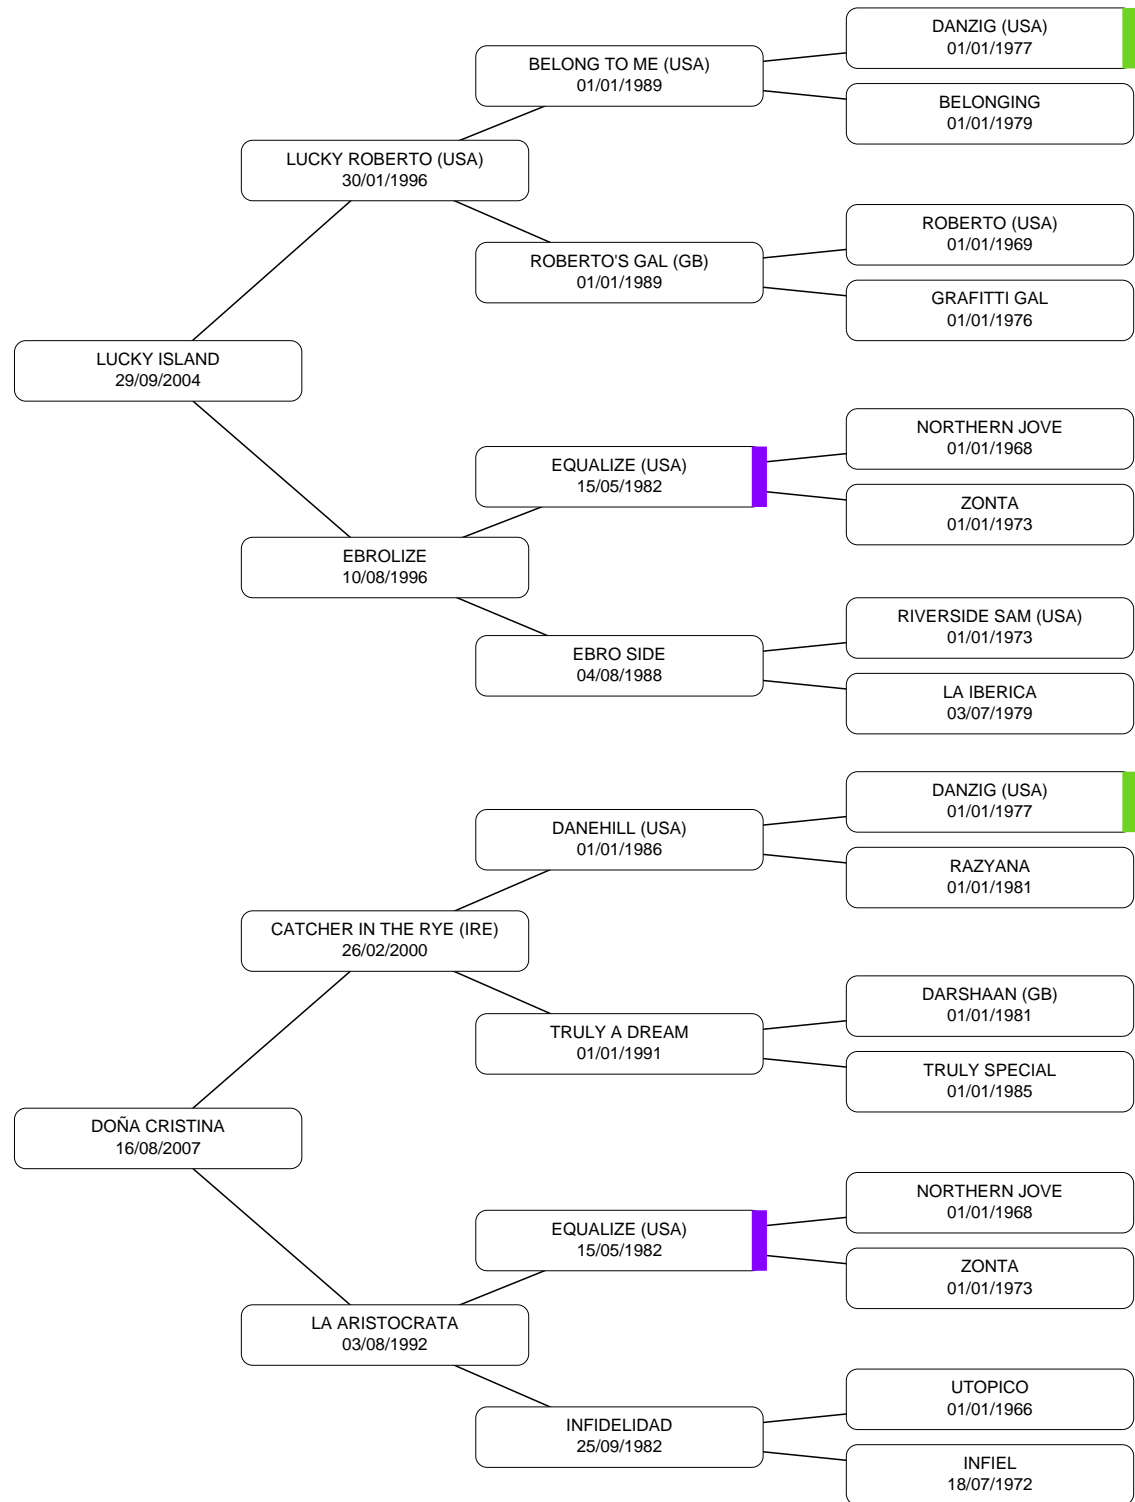 DANZIG (USA)
01/01/1977
BELONG TO ME (USA)
01/01/1989
BELONGING
01/01/1979
LUCKY ROBERTO (USA)
30/01/1996
ROBERTO (USA)
01/01/1969
ROBERTO'S GAL (GB)
01/01/1989
GRAFITTI GAL
01/01/1976
LUCKY ISLAND
29/09/2004
NORTHERN JOVE
01/01/1968
EQUALIZE (USA)
15/05/1982
ZONTA
01/01/1973
EBROLIZE
10/08/1996
RIVERSIDE SAM (USA)
01/01/1973
EBRO SIDE
04/08/1988
LA IBERICA
03/07/1979
DANZIG (USA)
01/01/1977
DANEHILL (USA)
01/01/1986
RAZYANA
01/01/1981
CATCHER IN THE RYE (IRE)
26/02/2000
DARSHAAN (GB)
01/01/1981
TRULY A DREAM
01/01/1991
TRULY SPECIAL
01/01/1985
DOÑA CRISTINA
16/08/2007
NORTHERN JOVE
01/01/1968
EQUALIZE (USA)
15/05/1982
ZONTA
01/01/1973
LA ARISTOCRATA
03/08/1992
UTOPICO
01/01/1966
INFIDELIDAD
25/09/1982
INFIEL
18/07/1972